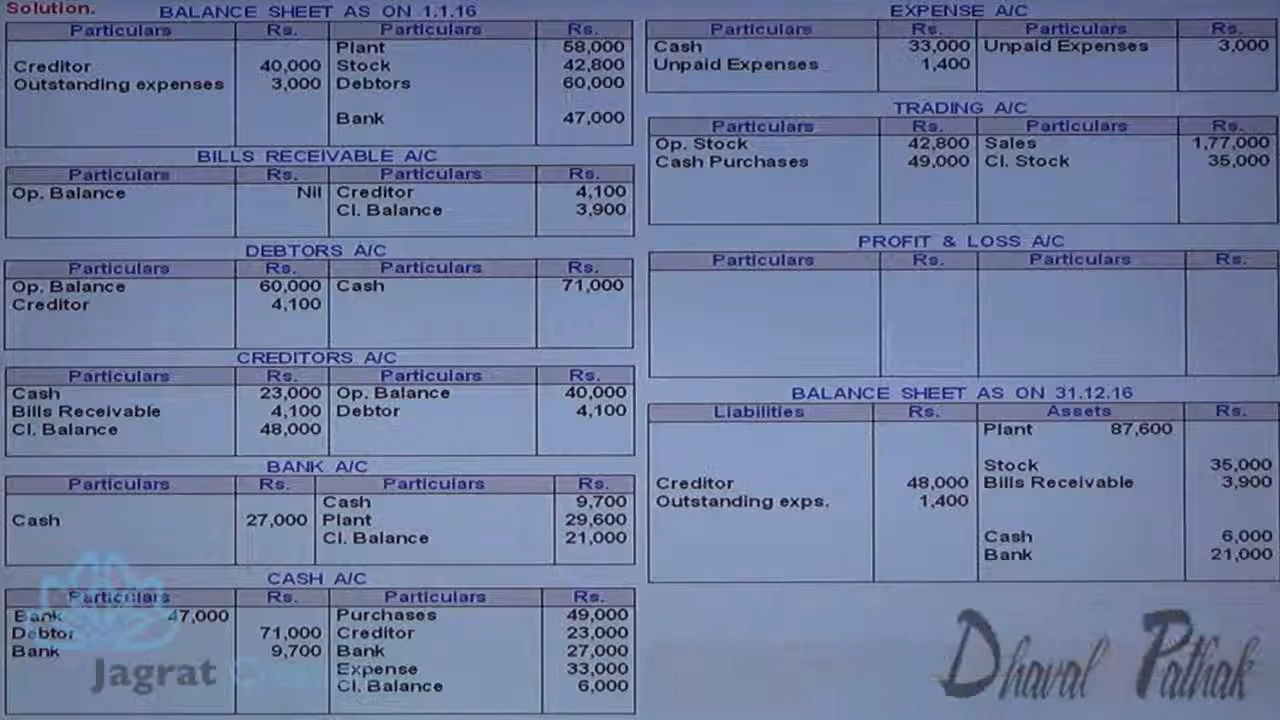 Solution.
BALANCE SHEET AS ON 1.1.16
Particulars Rs. Particulars Rs.
Plant 58,000
Creditor 40,000 Stock 42,800
Outstanding expenses 3,000 Debtors 60,000
Bank 47,000
BILLS RECEIVABLE A/C
Particulars Rs. Particulars Rs.
Op. Balance Nil Creditor 4,100
Cl. Balance 3,900
DEBTORS A/C
Particulars Rs. Particulars Rs.
Op. Balance 60,000 Cash 71,000
Creditor 4,100
CREDITORS A/C
Particulars Rs. Particulars Rs.
Cash 23,000 Op. Balance 40,000
Bills Receivable 4,100 Debtor 4,100
Cl. Balance 48,000
BANK A/C
Particulars Rs. Particulars Rs.
Cash 9,700
Cash 27,000 Plant 29,600
Cl. Balance 21,000
CASH A/C
Particulars Rs. Particulars Rs.
Bank 47,000 Purchases 49,000
Debtor 71,000 Creditor 23,000
Bank 9,700 Bank 27,000
Expense 33,000
Cl. Balance 6,000
EXPENSE A/C
Particulars Rs. Particulars Rs.
Cash 33,000 Unpaid Expenses 3,000
Unpaid Expenses 1,400
TRADING A/C
Particulars Rs. Particulars Rs.
Op. Stock 42,800 Sales 1,77,000
Cash Purchases 49,000 Cl. Stock 35,000
PROFIT & LOSS A/C
Particulars Rs. Particulars Rs.
BALANCE SHEET AS ON 31.12.16
Liabilities Rs. Assets Rs.
Plant 87,600
Stock 35,000
Creditor 48,000 Bills Receivable 3,900
Outstanding exps. 1,400
Cash 6,000
Bank 21,000
Jagrat
Dhaval Pathak